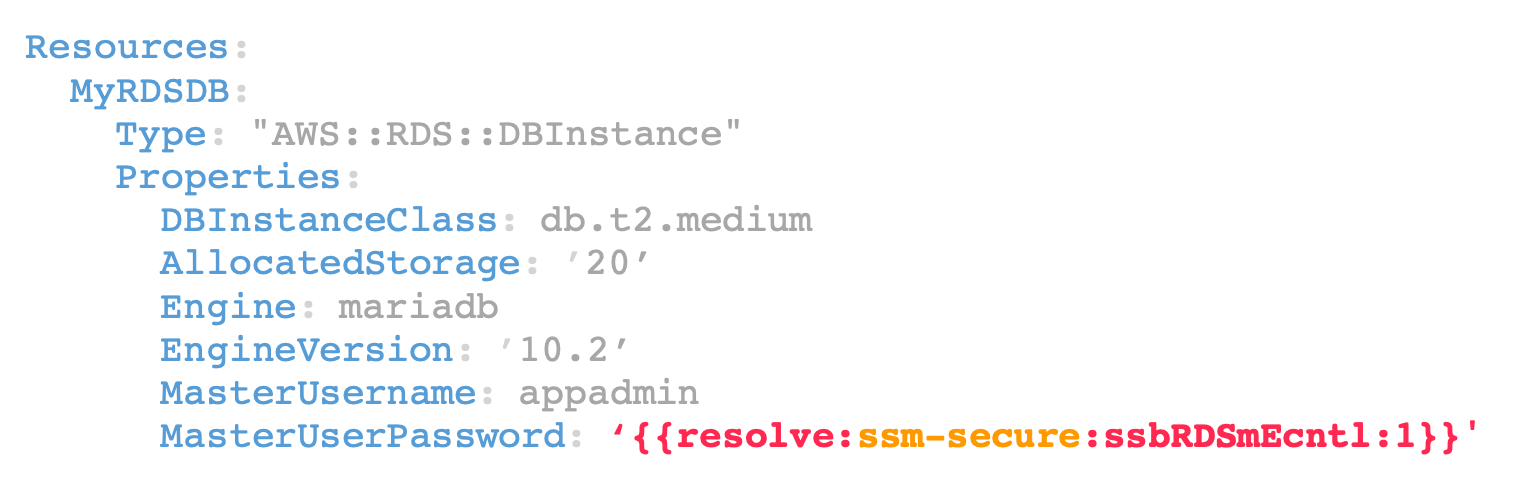 Resources:
  MyRDSDB:
    Type: "AWS::RDS::DBInstance"
    Properties:
      DBInstanceClass: db.t2.medium
      AllocatedStorage: ’20’
      Engine: mariadb
      EngineVersion: ’10.2’
      MasterUsername: appadmin
      MasterUserPassword: ‘{{resolve:ssm-secure:ssbRDSmEcntl:1}}'